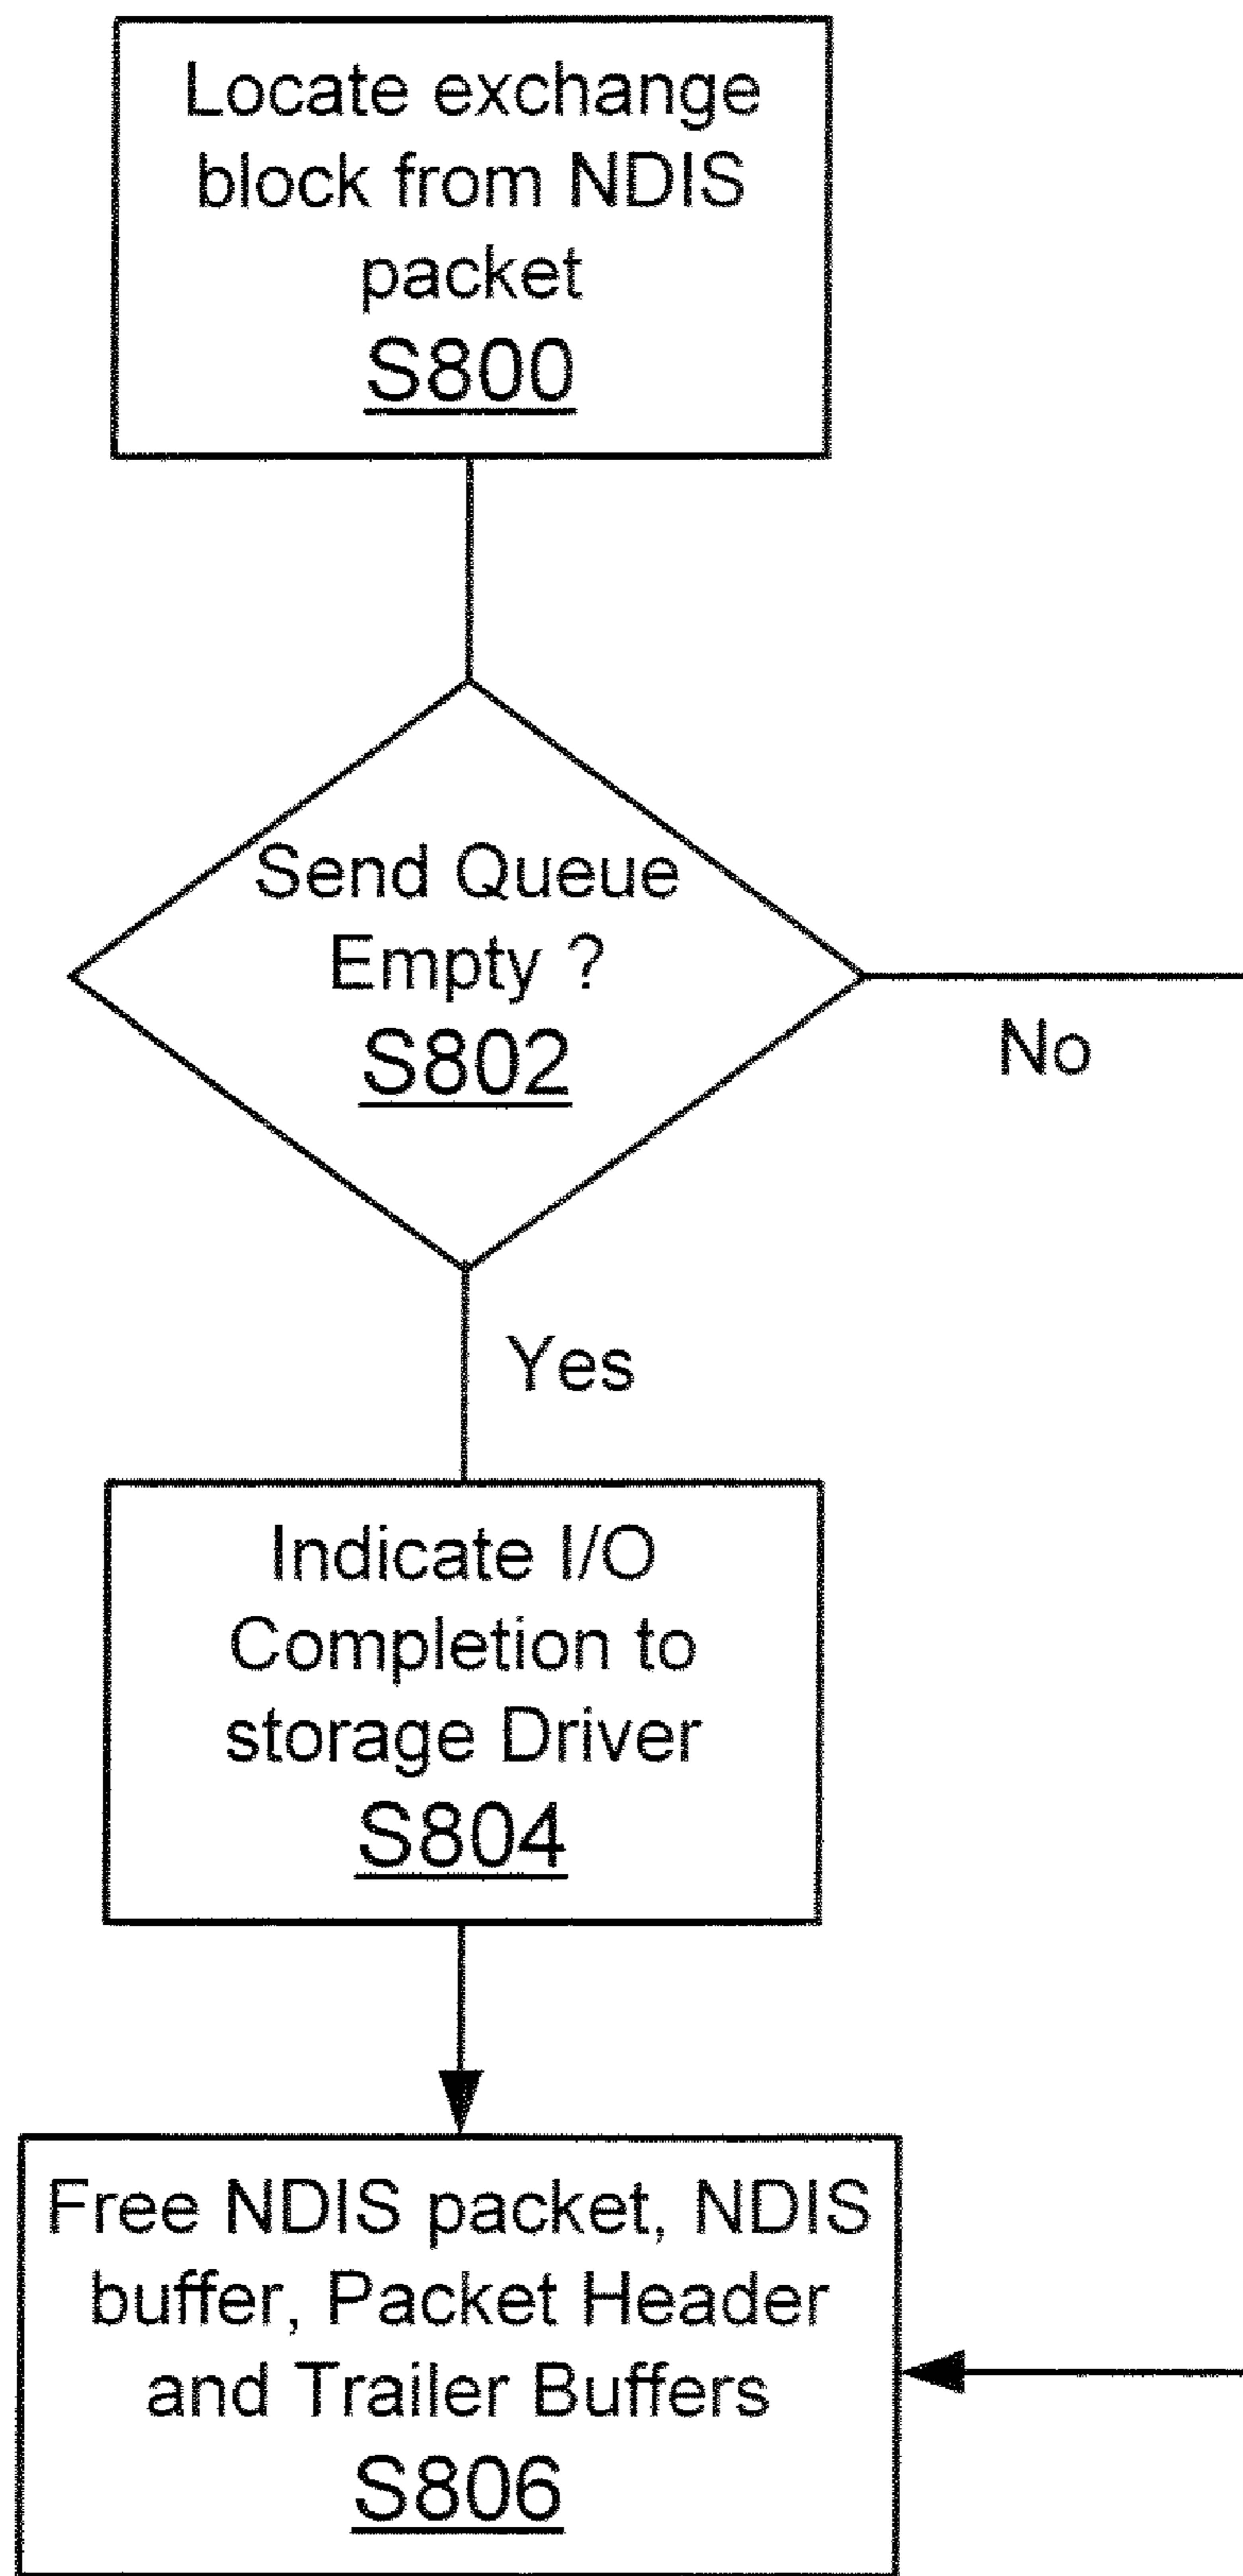 Locate exchange
block from NDIS
packet
S800
Send Queue
Empty ?
S802
No
Yes
Indicate I/O
Completion to
storage Driver
S804
Free NDIS packet, NDIS
buffer, Packet Header
and Trailer Buffers
S806